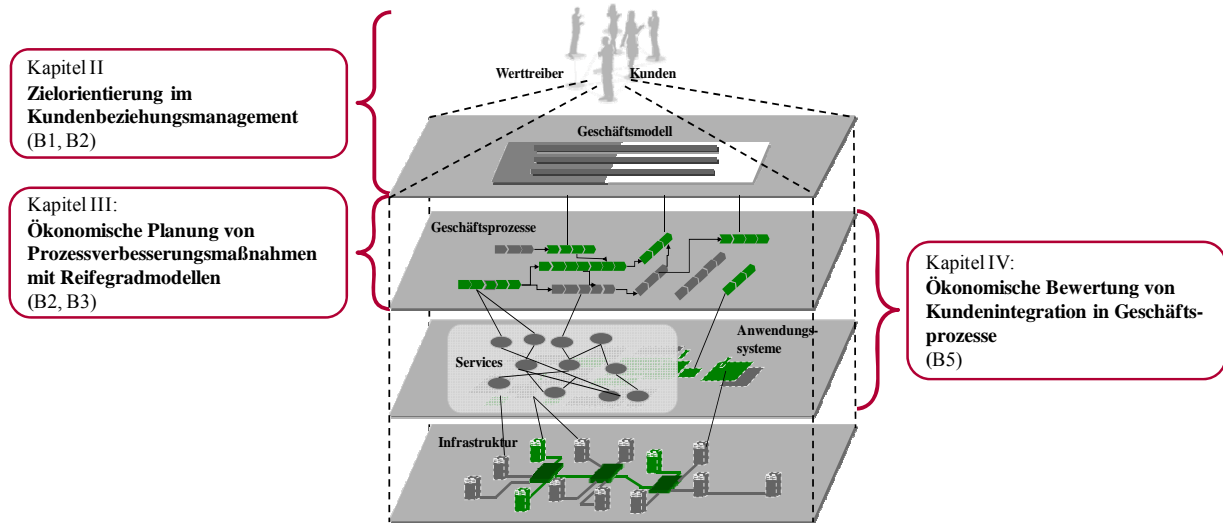 Kapitel II
Zielorientierung im
Kundenbeziehungsmanagement
(B1, B2)
Kapitel III:
Ökonomische Planung von
Prozessverbesserungsmaßnahmen
mit Reifegradmodellen
(B2, B3)
Werttreiber
Kunden
Geschäftsmodell
Geschäftsprozesse
Anwendungs-
systeme
Services
Infrastruktur
Kapitel IV:
Ökonomische Bewertung von
Kundenintegration in Geschäfts-
prozesse
(B5)